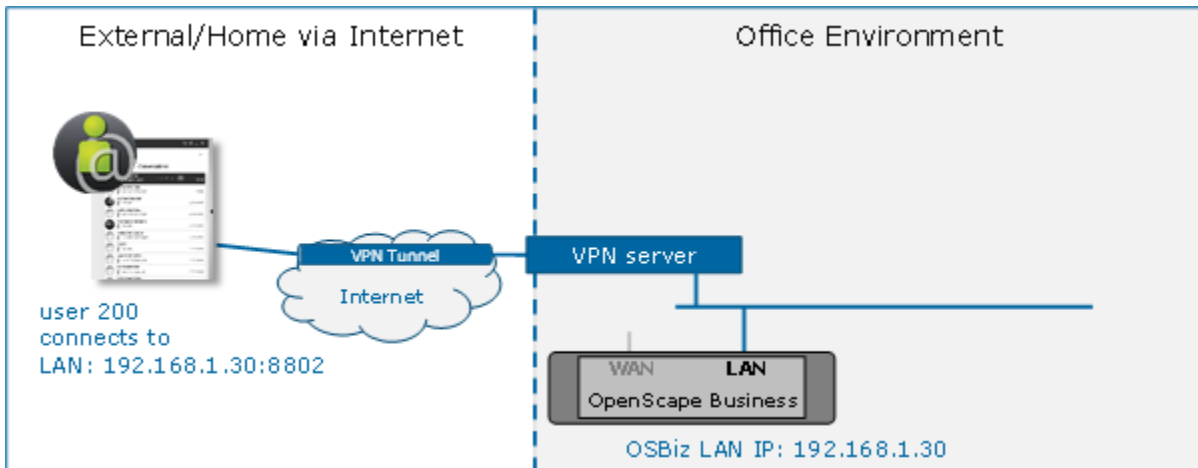 External/Home via Internet
Office Environment
@
VPN Tunnel
VPN server
Internet
user 200
connects to
LAN: 192.168.1.30:8802
WAN
LAN
OpenScape Business
OSBiz LAN IP: 192.168.1.30